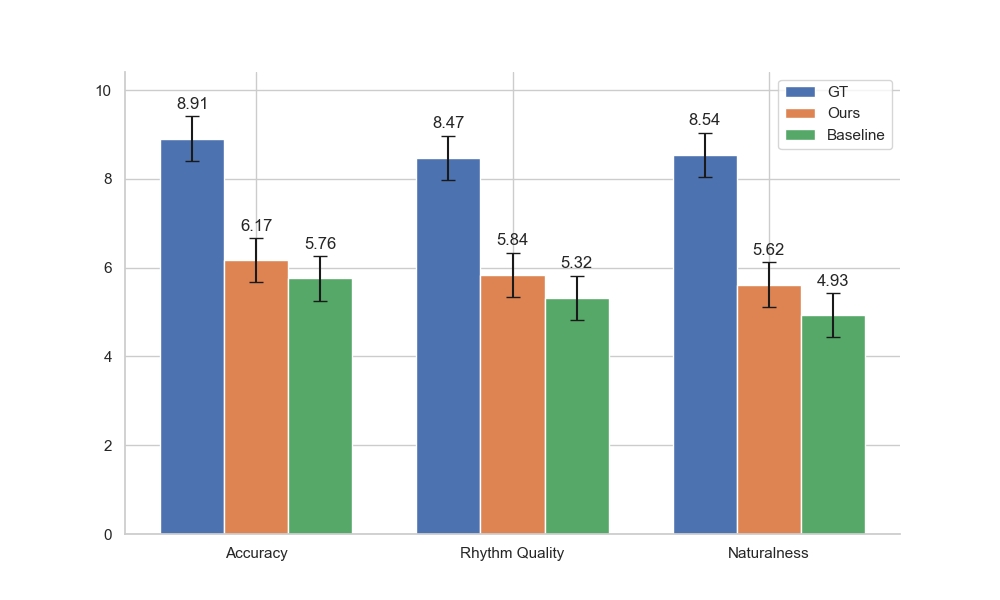 10
8
6
4
2
0
8.91
6.17
5.76
8.47
5.84
5.32
8.54
5.62
4.93
GT
Ours
Baseline
Accuracy
Rhythm Quality
Naturalness